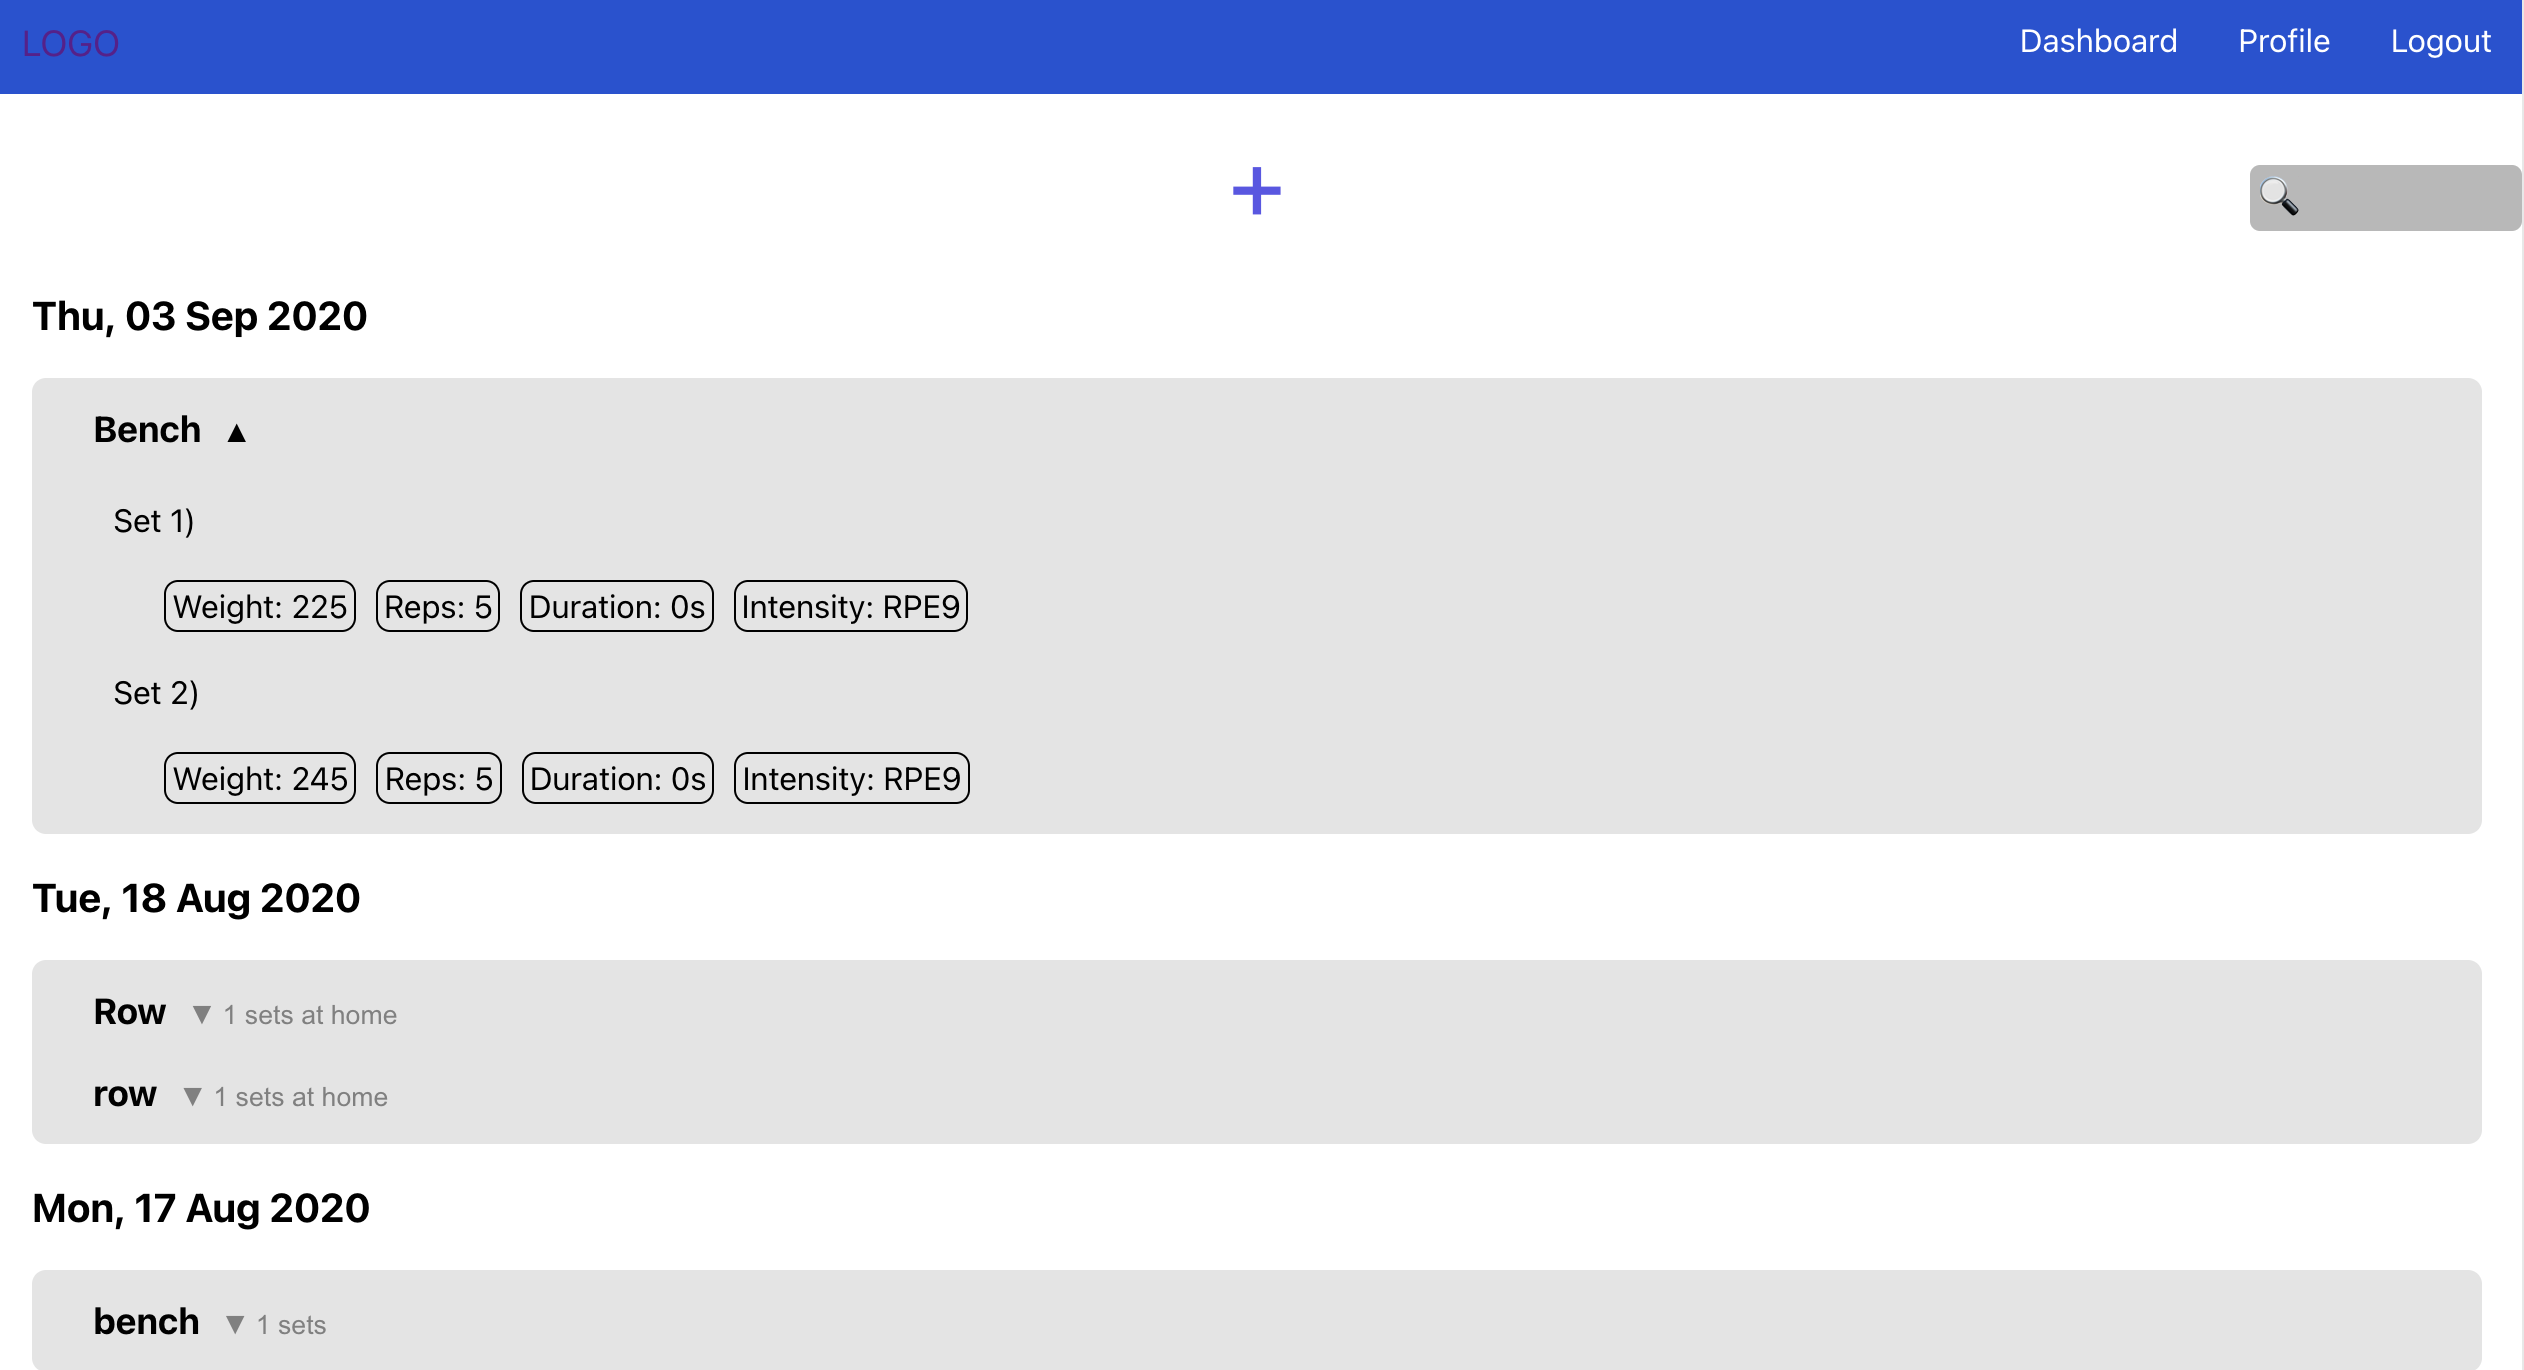 LOGO Dashboard Profile Logout
+
Thu, 03 Sep 2020
Bench ▲
Set 1)
Weight: 225 Reps: 5 Duration: 0s Intensity: RPE9
Set 2)
Weight: 245 Reps: 5 Duration: 0s Intensity: RPE9
Tue, 18 Aug 2020
Row ▼ 1 sets at home
row ▼ 1 sets at home
Mon, 17 Aug 2020
bench ▼ 1 sets